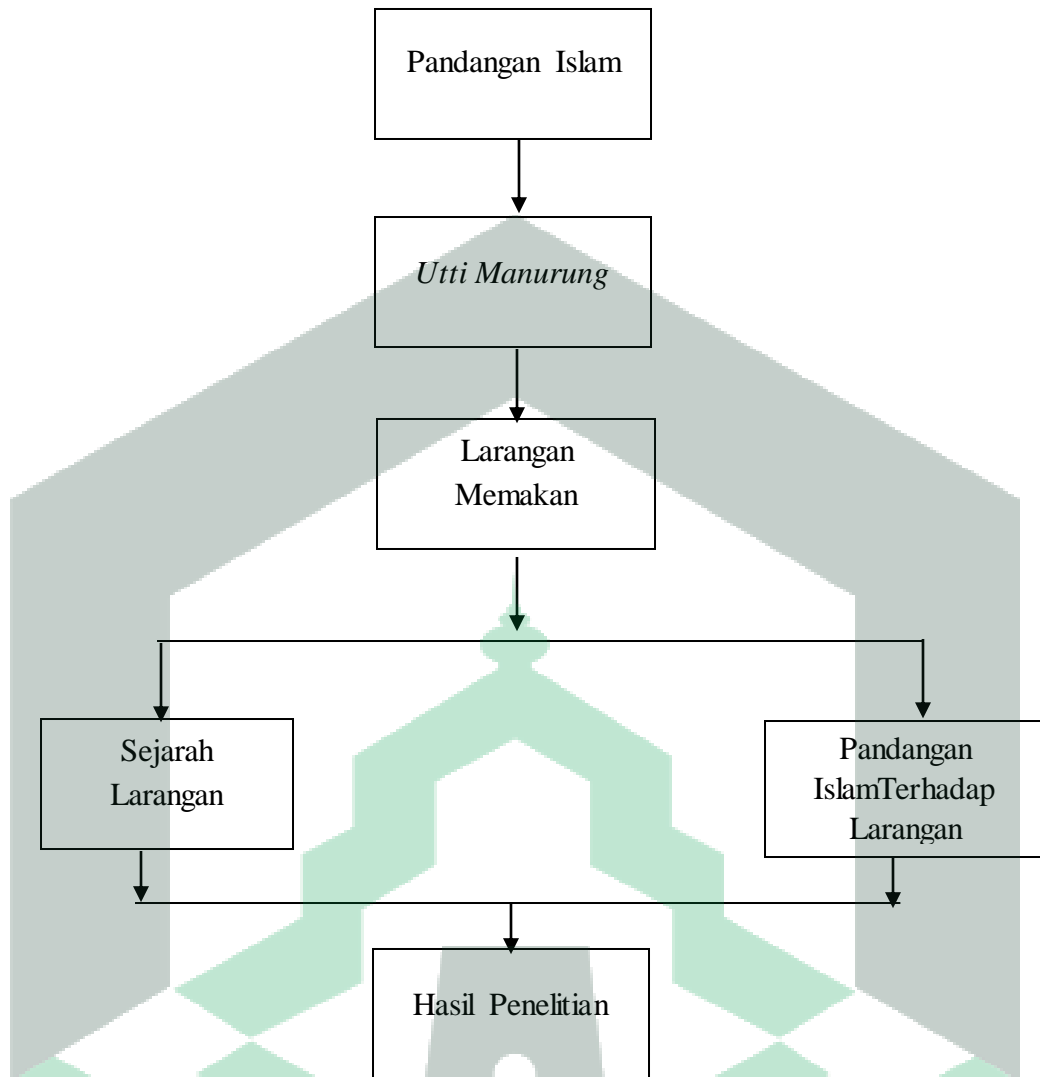 Pandangan Islam
Utti Manurung
Larangan
Memakan
Sejarah
Larangan
Pandangan
IslamTerhadap
Larangan
Hasil Penelitian